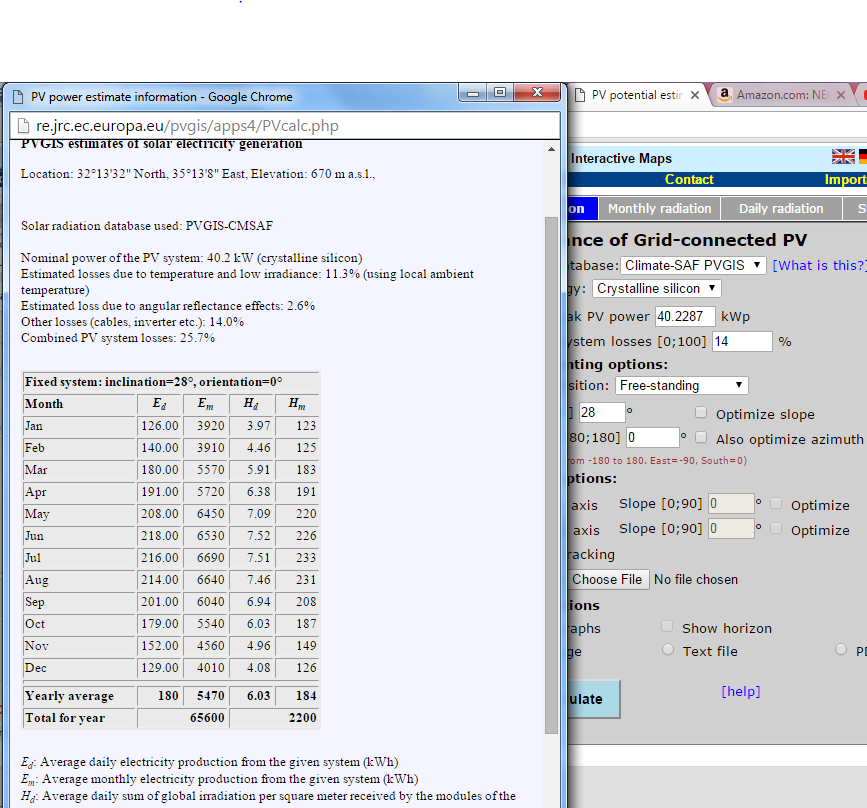 PV power estimate information - Google Chrome
re.jrc.ec.europa.eu/pvgis/apps4/PVcalc.php
PVGIS estimates of solar electricity generation
Location: 32°13'32" North, 35°13'8" East, Elevation: 670 m a.s.l.,
Solar radiation database used: PVGIS-CMSAF
Nominal power of the PV system: 40.2 kW (crystalline silicon)
Estimated losses due to temperature and low irradiance: 11.3% (using local ambient
temperature)
Estimated loss due to angular reflectance effects: 2.6%
Other losses (cables, inverter etc.): 14.0%
Combined PV system losses: 25.7%
Fixed system: inclination=28°, orientation=0°
Month Ed Em Hd Hm
Jan 126.00 3920 3.97 123
Feb 140.00 3910 4.46 125
Mar 180.00 5570 5.91 183
Apr 191.00 5720 6.38 191
May 208.00 6450 7.09 220
Jun 218.00 6530 7.52 226
Jul 216.00 6690 7.51 233
Aug 214.00 6640 7.46 231
Sep 201.00 6040 6.94 208
Oct 179.00 5540 6.03 187
Nov 152.00 4560 4.96 149
Dec 129.00 4010 4.08 126
Yearly average 180 5470 6.03 184
Total for year 65600 2200
Ed: Average daily electricity production from the given system (kWh)
Em: Average monthly electricity production from the given system (kWh)
Hd: Average daily sum of global irradiation per square meter received by the modules of the
PV potential estir
Amazon.com: NE
Interactive Maps
Contact Import
on Monthly radiation Daily radiation S
nce of Grid-connected PV
tabase: Climate-SAF PVGIS [What is this?]
gy: Crystalline silicon
ak PV power 40.2287 kWp
ystem losses [0;100] 14 %
nting options:
sition: Free-standing
] 28 ° Optimize slope
80;180] 0 ° Also optimize azimuth
om -180 to 180. East=-90, South=0)
ptions:
axis Slope [0;90] 0 ° Optimize
axis Slope [0;90] 0 ° Optimize
racking
Choose File No file chosen
ions
raphs Show horizon
ge Text file PD
ulate [help]